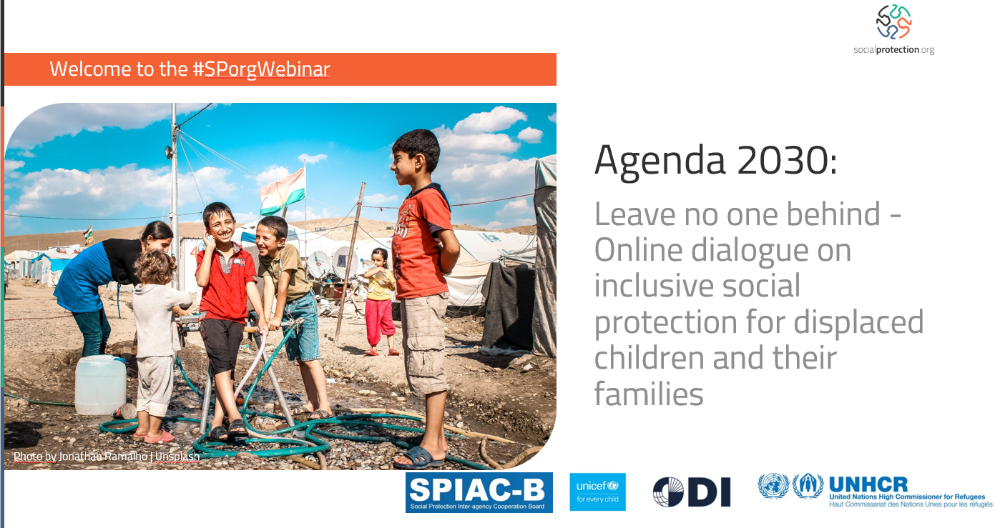 socialprotection.org
Welcome to the #SPorgWebinar
Agenda 2030:
Leave no one behind -
Online dialogue on
inclusive social
protection for displaced
children and their
families
Photo by Jonathan Ramalho | Unsplash
SPIAC-B
Social Protection Inter-agency Cooperation Board
unicef
for every child
ODI
UNHCR
United Nations High Commissioner for Refugees
Haut Commissariat des Nations Unies pour les réfugiés